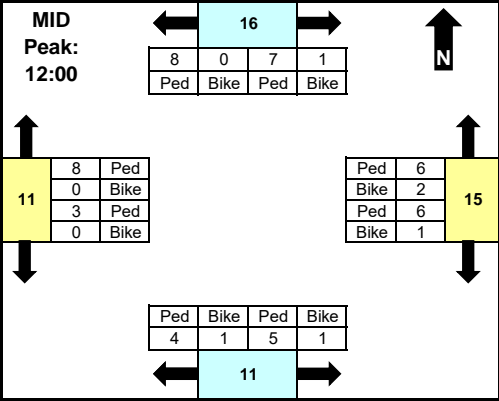 MID
Peak:
12:00
16
8 0 7 1
Ped Bike Ped Bike
N
11
8 Ped
0 Bike
3 Ped
0 Bike
Ped 6
Bike 2
Ped 6
Bike 1
15
Ped Bike Ped Bike
4 1 5 1
11